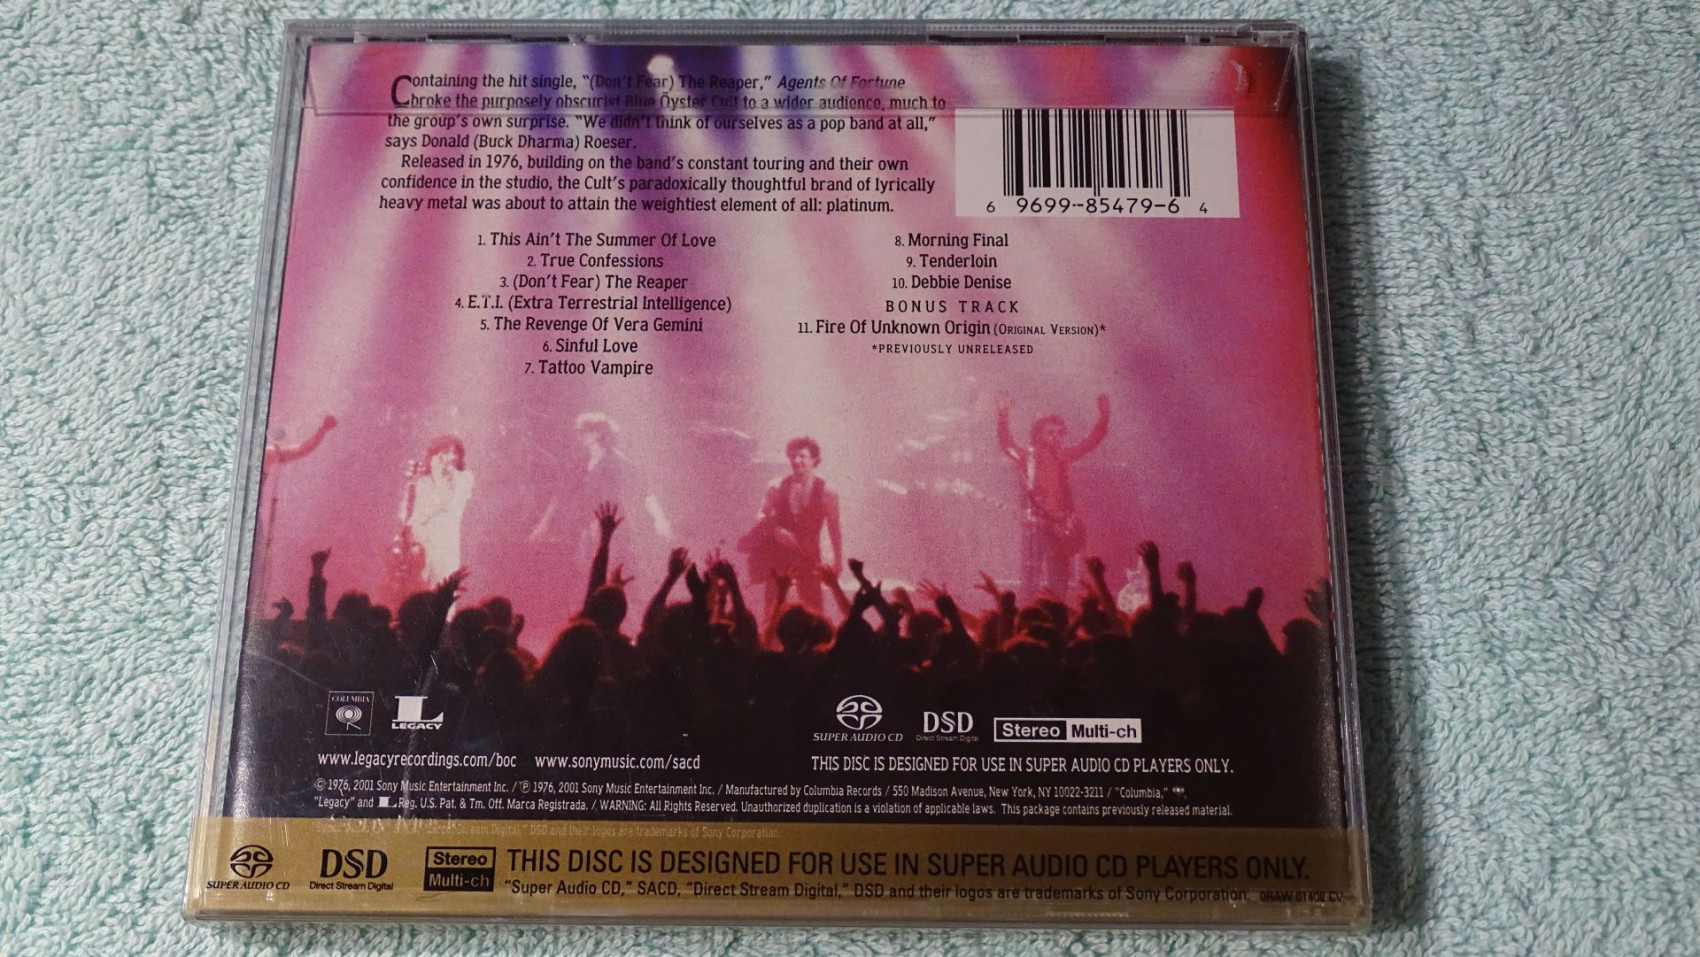 Containing the hit single, "(Don't Fear) The Reaper," Agents Of Fortune
broke the purposely obscurist Blue Öyster Cult to a wider audience, much to
the group's own surprise. "We didn't think of ourselves as a pop band at all,"
says Donald (Buck Dharma) Roeser.
Released in 1976, building on the band's constant touring and their own
confidence in the studio, the Cult's paradoxically thoughtful brand of lyrically
heavy metal was about to attain the weightiest element of all: platinum.
6 9699-85479-6 4
1. This Ain't The Summer Of Love
2. True Confessions
3. (Don't Fear) The Reaper
4. E.T.I. (Extra Terrestrial Intelligence)
5. The Revenge Of Vera Gemini
6. Sinful Love
7. Tattoo Vampire
8. Morning Final
9. Tenderloin
10. Debbie Denise
BONUS TRACK
11. Fire Of Unknown Origin (Original Version)*
*PREVIOUSLY UNRELEASED
COLUMBIA
L LEGACY
SUPER AUDIO CD
DSD
Direct Stream Digital
Stereo Multi-ch
www.legacyrecordings.com/boc www.sonymusic.com/sacd
THIS DISC IS DESIGNED FOR USE IN SUPER AUDIO CD PLAYERS ONLY.
© 1976, 2001 Sony Music Entertainment Inc. / ℗ 1976, 2001 Sony Music Entertainment Inc. / Manufactured by Columbia Records / 550 Madison Avenue, New York, NY 10022-3211 / "Columbia,"
"Legacy" and L Reg. U.S. Pat. & Tm. Off. Marca Registrada. / WARNING: All Rights Reserved. Unauthorized duplication is a violation of applicable laws. This package contains previously released material.
Digital," DSD and their logos are trademarks of Sony Corporation.
SUPER AUDIO CD
DSD
Direct Stream Digital
Stereo
Multi-ch
THIS DISC IS DESIGNED FOR USE IN SUPER AUDIO CD PLAYERS ONLY.
"Super Audio CD," SACD, "Direct Stream Digital," DSD and their logos are trademarks of Sony Corporation.